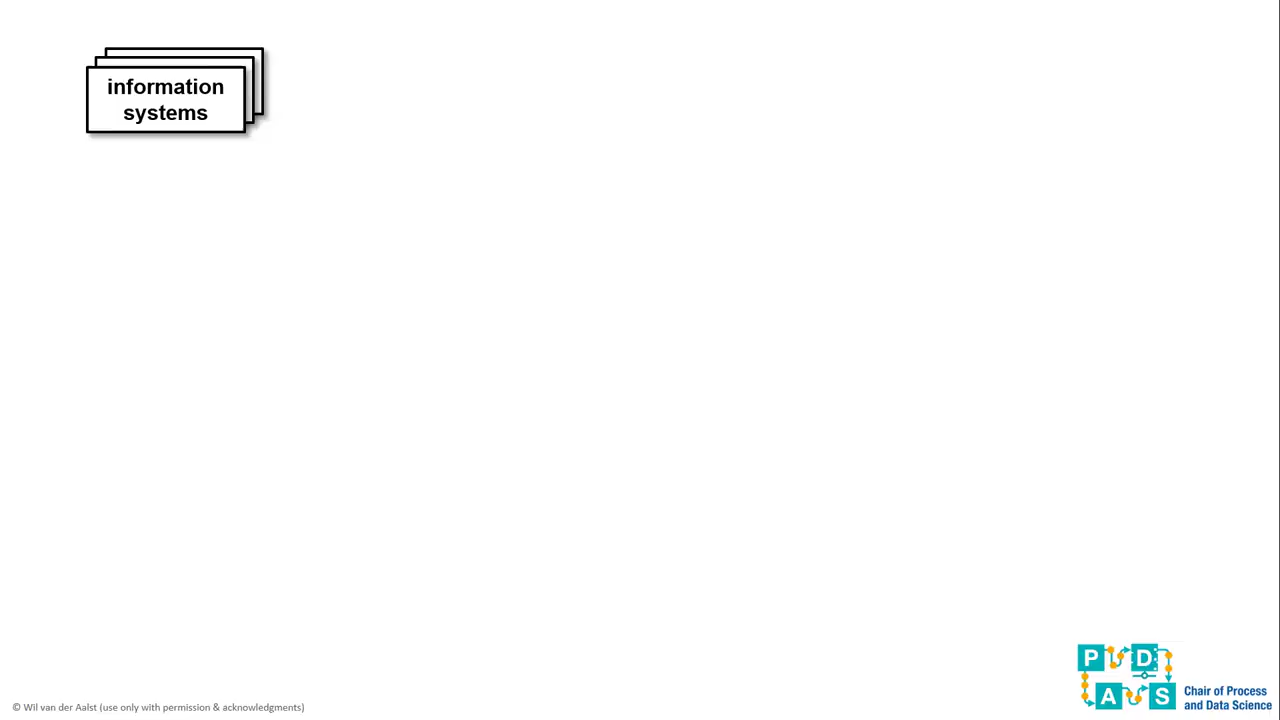 information
systems
P D
A S
Chair of Process
and Data Science
© Wil van der Aalst (use only with permission & acknowledgments)